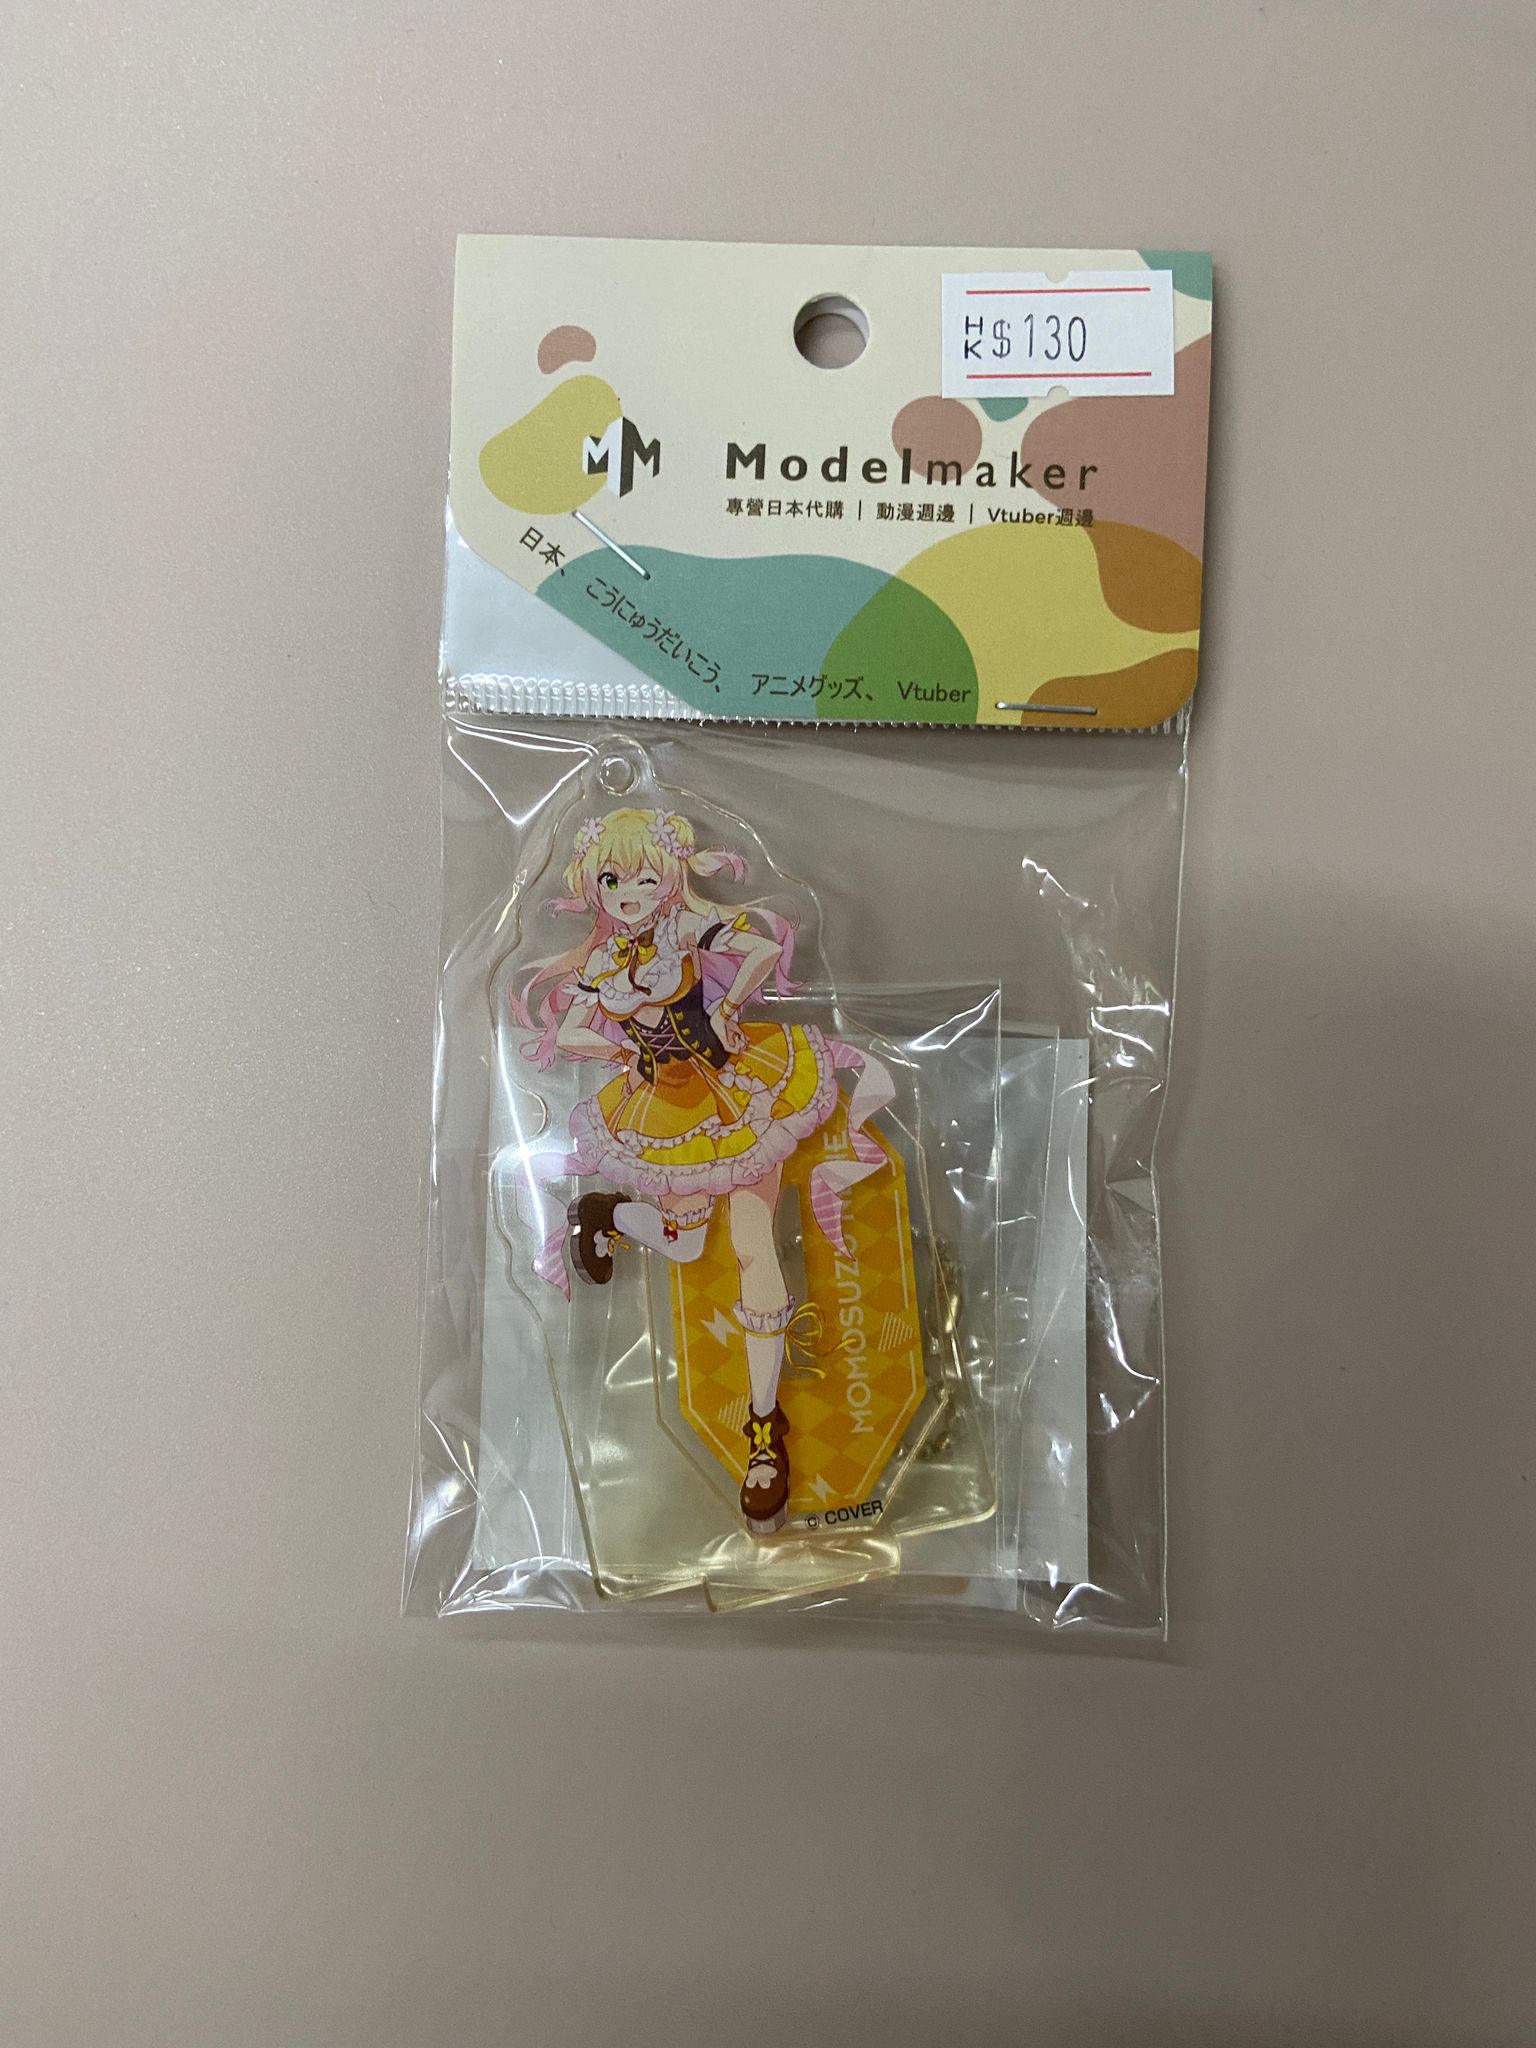 HK$130
MM
Modelmaker
專營日本代購 | 動漫週邊 | Vtuber週邊
日本、 こうにゅうだいこう、 アニメグッズ、 Vtuber
MOMOSUZU NENE
© COVER